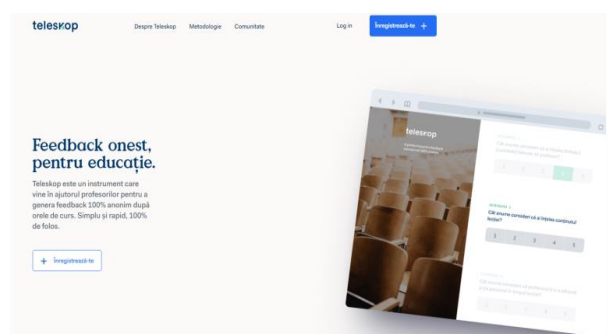 teleskop
Despre Teleskop Metodologie Comunitate Log in Înregistrează-te +
Feedback onest,
pentru educație.
Teleskop este un instrument care
vine în ajutorul profesorilor pentru a
genera feedback 100% anonim după
orele de curs. Simplu și rapid, 100%
de folos.
+ Înregistrează-te
teleskop
Cât anume consideri că ai înțeles conținutul
lecției?
1 2 3 4 5